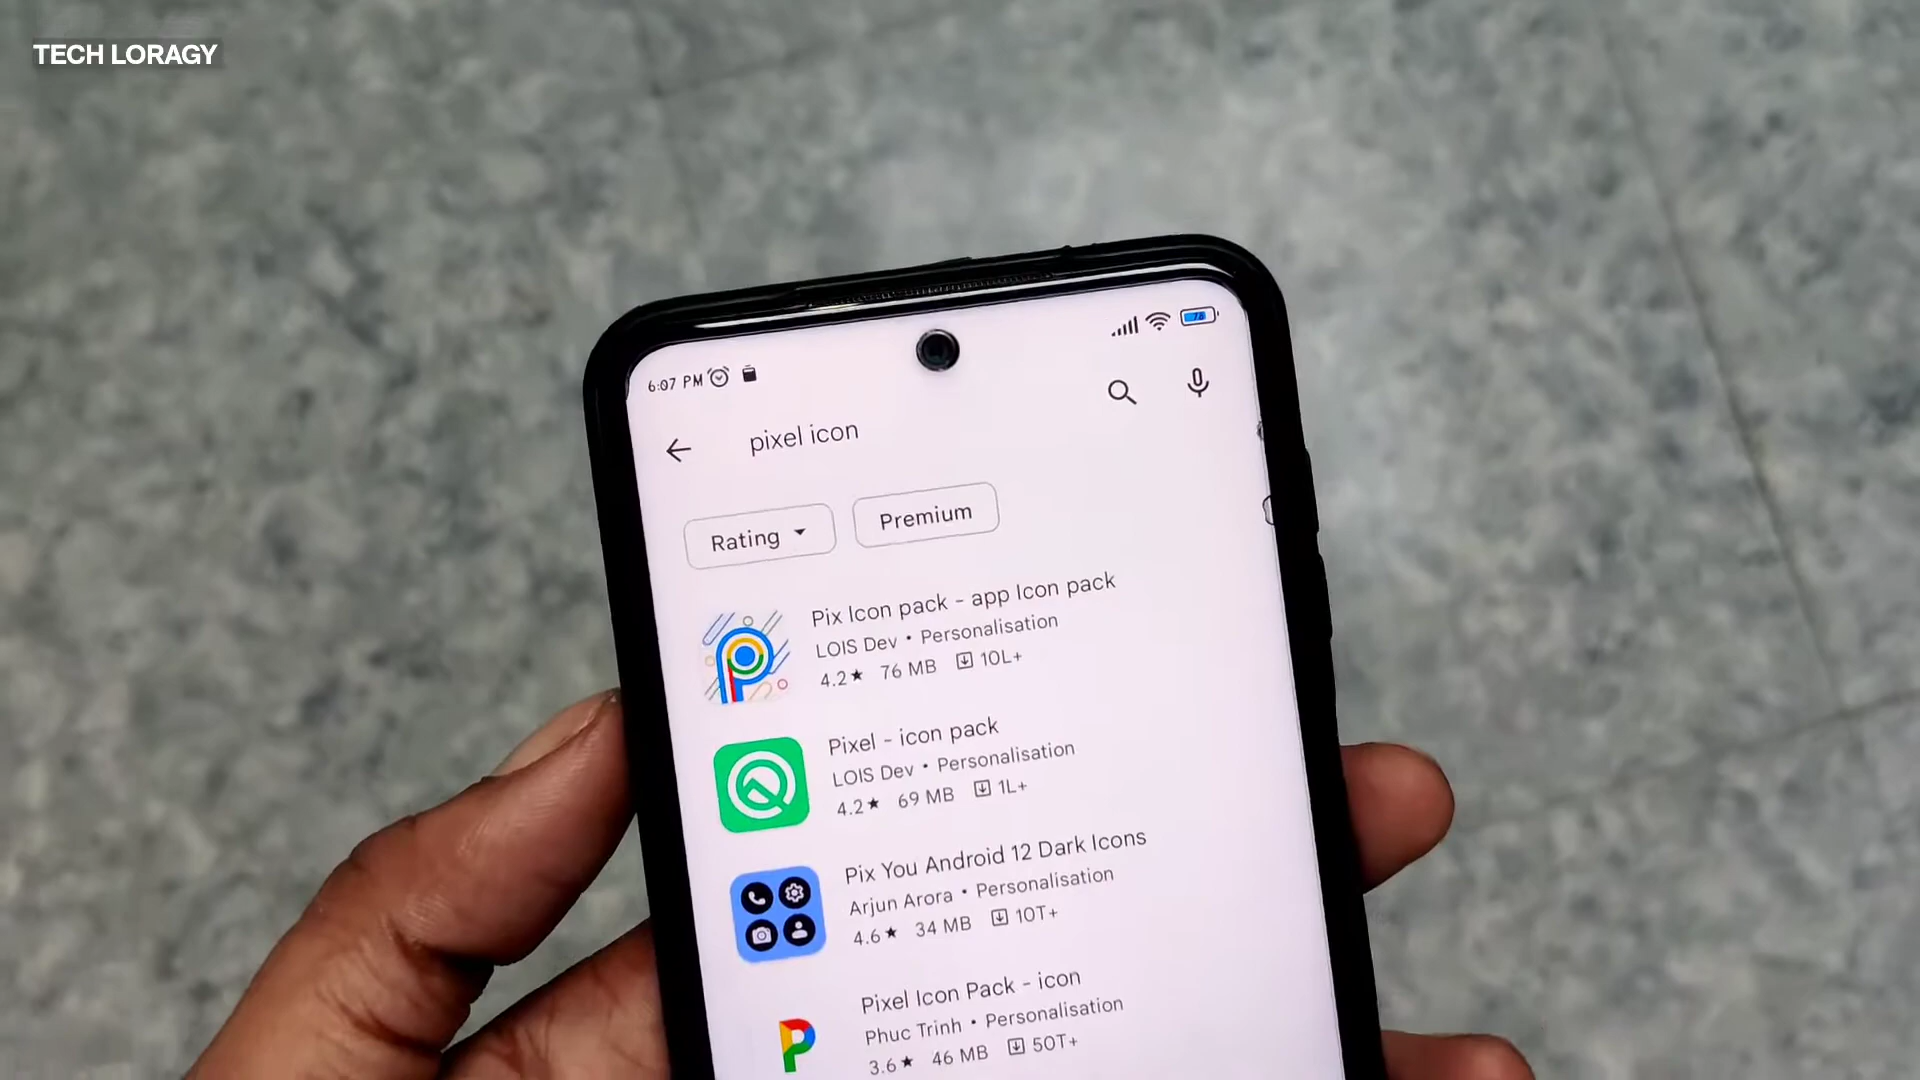 TECH LORAGY
6:07 PM
78
pixel icon
Rating
Premium
Pix Icon pack - app Icon pack
LOIS Dev • Personalisation
4.2★ 76 MB 10L+
Pixel - icon pack
LOIS Dev • Personalisation
4.2★ 69 MB 1L+
Pix You Android 12 Dark Icons
Arjun Arora • Personalisation
4.6★ 34 MB 10T+
Pixel Icon Pack - icon
Phuc Trinh • Personalisation
3.6★ 46 MB 50T+